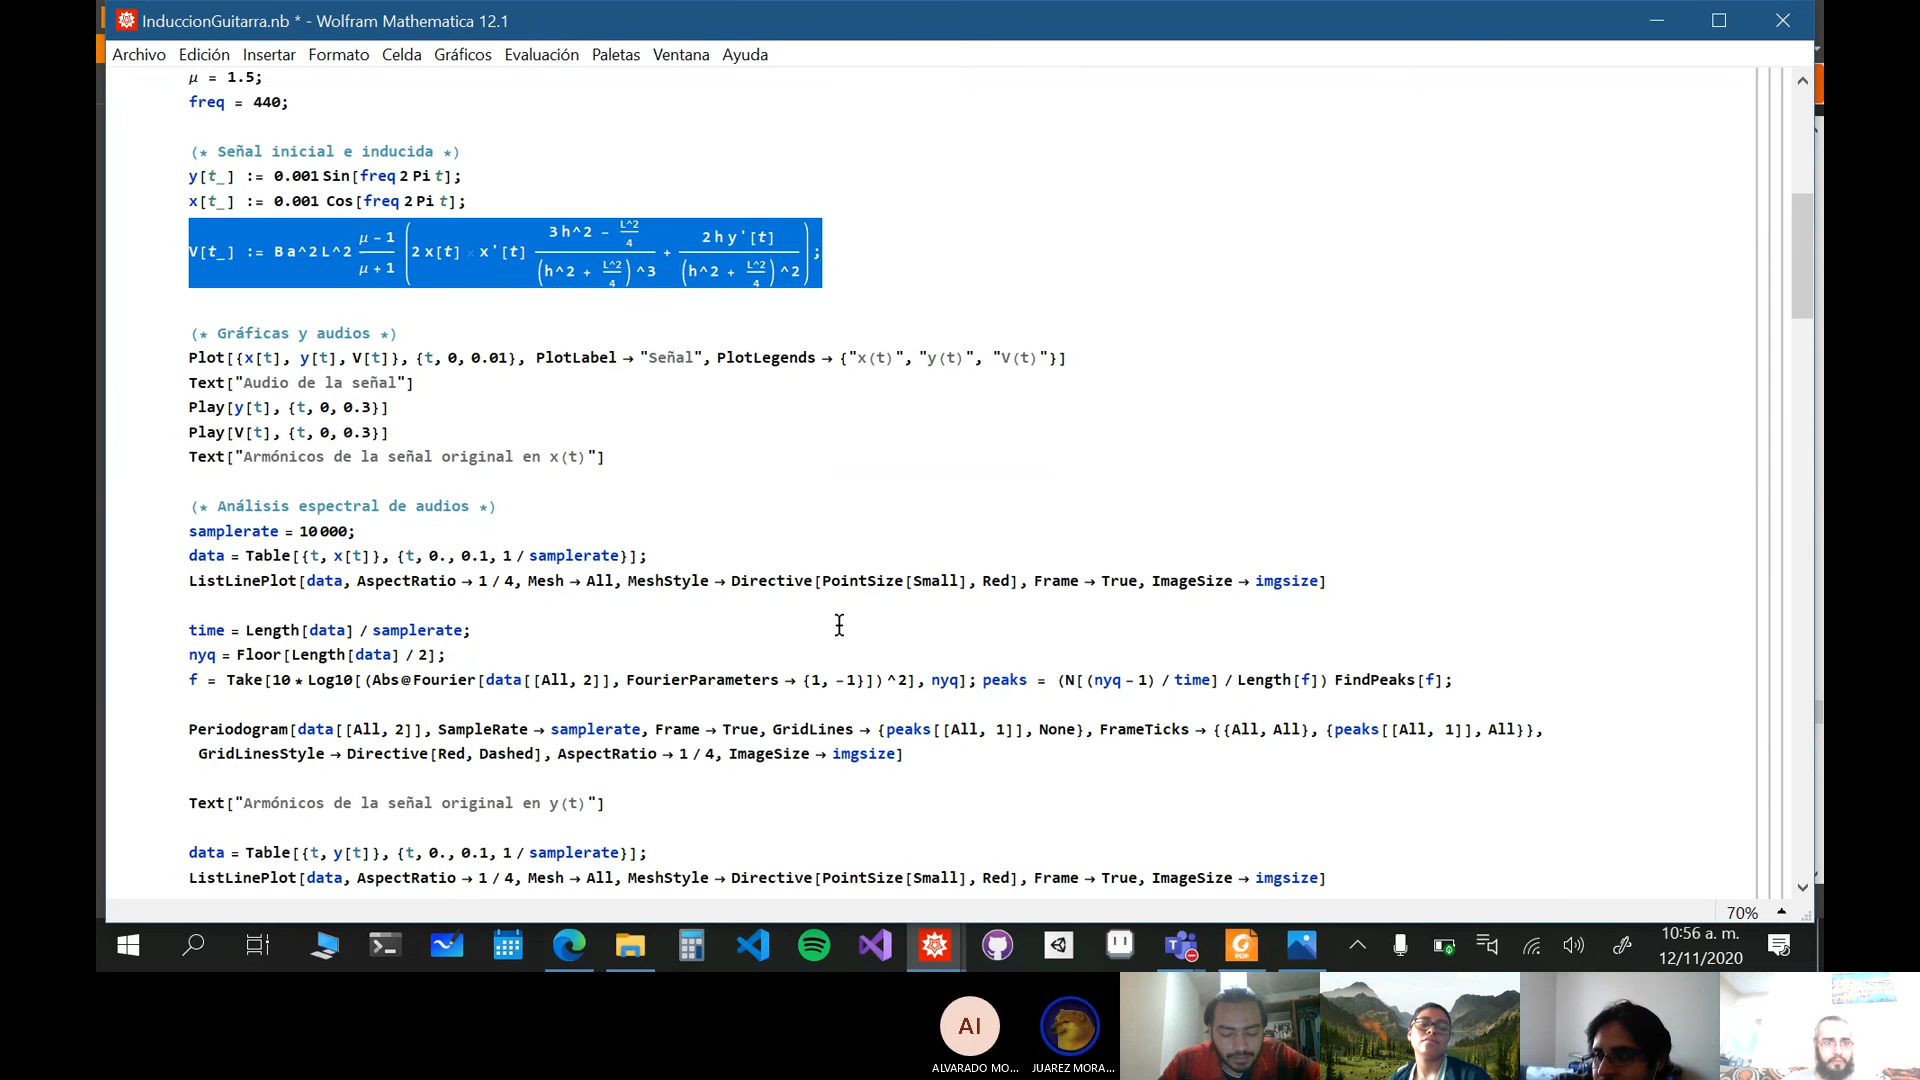 InduccionGuitarra.nb * - Wolfram Mathematica 12.1
Archivo Edición Insertar Formato Celda Gráficos Evaluación Paletas Ventana Ayuda
μ = 1.5;
freq = 440;
(* Señal inicial e inducida *)
y[t_] := 0.001 Sin[freq 2 Pi t];
x[t_] := 0.001 Cos[freq 2 Pi t];
V[t_] := B a^2 L^2 (μ - 1)/(μ + 1) (2 x[t] × x'[t] (3 h^2 - L^2/4)/(h^2 + L^2/4)^3 + (2 h y'[t])/(h^2 + L^2/4)^2);
(* Gráficas y audios *)
Plot[{x[t], y[t], V[t]}, {t, 0, 0.01}, PlotLabel → "Señal", PlotLegends → {"x(t)", "y(t)", "V(t)"}]
Text["Audio de la señal"]
Play[y[t], {t, 0, 0.3}]
Play[V[t], {t, 0, 0.3}]
Text["Armónicos de la señal original en x(t)"]
(* Análisis espectral de audios *)
samplerate = 10000;
data = Table[{t, x[t]}, {t, 0., 0.1, 1 / samplerate}];
ListLinePlot[data, AspectRatio → 1 / 4, Mesh → All, MeshStyle → Directive[PointSize[Small], Red], Frame → True, ImageSize → imgsize]
time = Length[data] / samplerate;
nyq = Floor[Length[data] / 2];
f = Take[10 * Log10[(Abs@Fourier[data[[All, 2]], FourierParameters → {1, -1}])^2], nyq]; peaks = (N[(nyq - 1) / time] / Length[f]) FindPeaks[f];
Periodogram[data[[All, 2]], SampleRate → samplerate, Frame → True, GridLines → {peaks[[All, 1]], None}, FrameTicks → {{All, All}, {peaks[[All, 1]], All}},
GridLinesStyle → Directive[Red, Dashed], AspectRatio → 1 / 4, ImageSize → imgsize]
Text["Armónicos de la señal original en y(t)"]
data = Table[{t, y[t]}, {t, 0., 0.1, 1 / samplerate}];
ListLinePlot[data, AspectRatio → 1 / 4, Mesh → All, MeshStyle → Directive[PointSize[Small], Red], Frame → True, ImageSize → imgsize]
70%
10:56 a. m.
12/11/2020
AI
ALVARADO MO...
JUAREZ MORA...